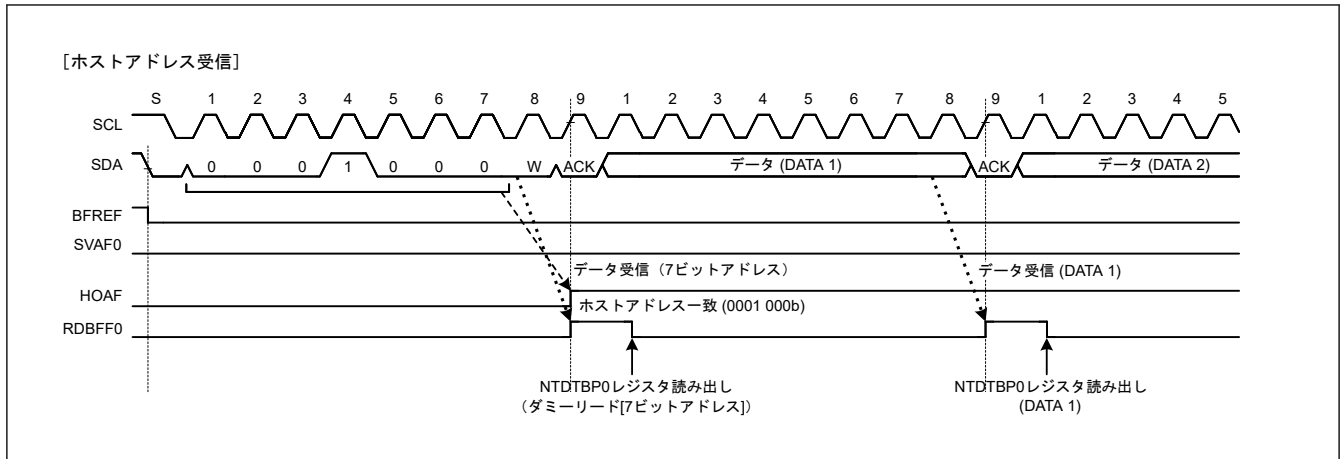 [ホストアドレス受信]
S 1 2 3 4 5 6 7 8 9 1 2 3 4 5 6 7 8 9 1 2 3 4 5
SCL
SDA 0 0 0 1 0 0 0 W ACK データ (DATA 1) ACK データ (DATA 2)
BFREF
SVAF0
データ受信（7ビットアドレス） データ受信 (DATA 1)
HOAF
ホストアドレス一致 (0001 000b)
RDBFF0
NTDTBP0レジスタ読み出し NTDTBP0レジスタ読み出し
（ダミーリード[7ビットアドレス]） (DATA 1)